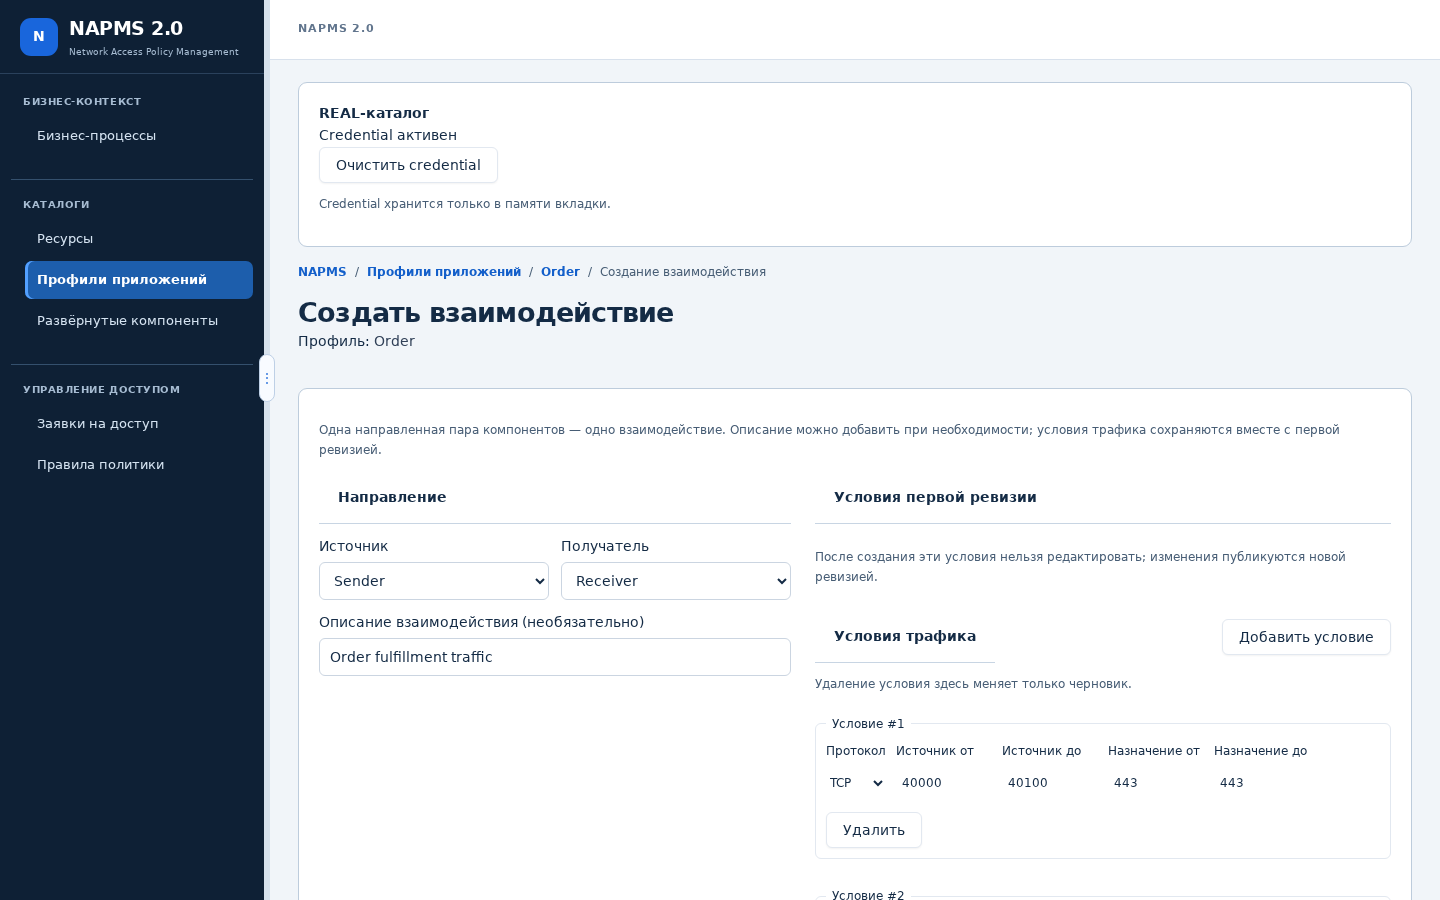 N
NAPMS 2.0
Network Access Policy Management
БИЗНЕС-КОНТЕКСТ
Бизнес-процессы
КАТАЛОГИ
Ресурсы
Профили приложений
Развёрнутые компоненты
УПРАВЛЕНИЕ ДОСТУПОМ
Заявки на доступ
Правила политики
NAPMS 2.0
REAL-каталог
Credential активен
Очистить credential
Credential хранится только в памяти вкладки.
NAPMS / Профили приложений / Order / Создание взаимодействия
Создать взаимодействие
Профиль: Order
Одна направленная пара компонентов — одно взаимодействие. Описание можно добавить при необходимости; условия трафика сохраняются вместе с первой
ревизией.
Направление
Источник Получатель
Sender Receiver
Описание взаимодействия (необязательно)
Order fulfillment traffic
Условия первой ревизии
После создания эти условия нельзя редактировать; изменения публикуются новой
ревизией.
Условия трафика Добавить условие
Удаление условия здесь меняет только черновик.
Условие #1
Протокол Источник от Источник до Назначение от Назначение до
TCP 40000 40100 443 443
Удалить
Условие #2